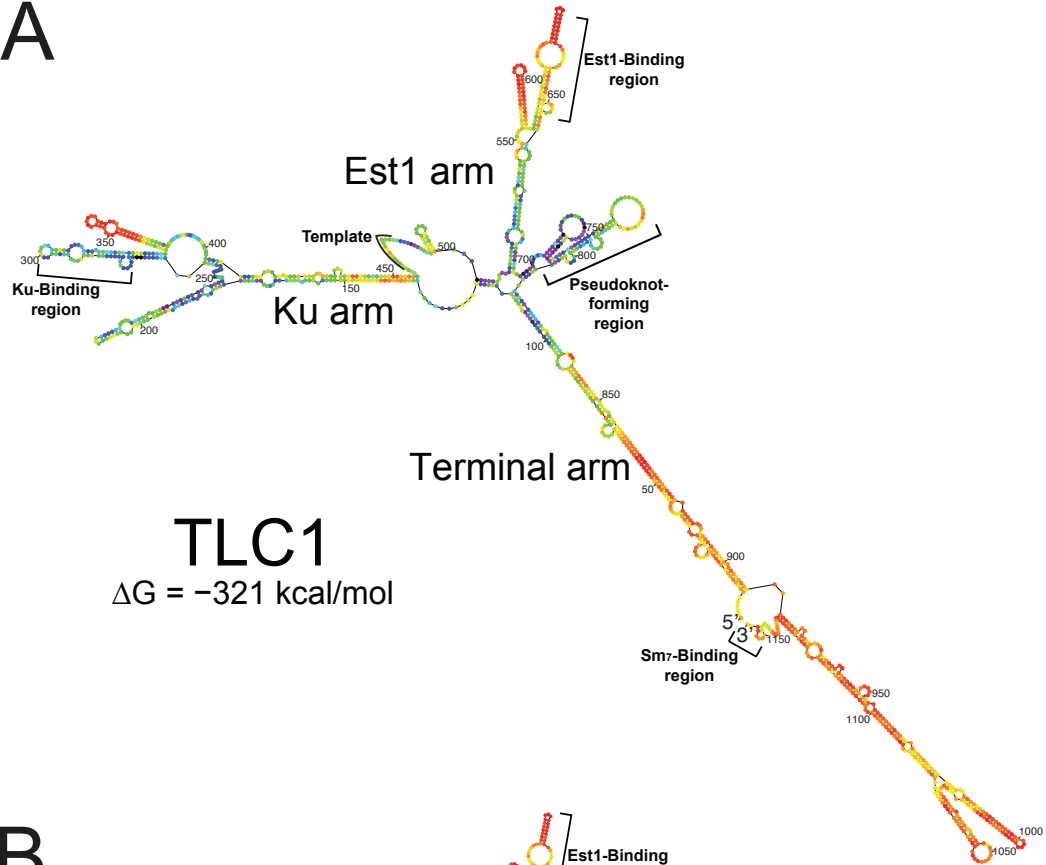 A
Est1-Binding
region
600
650
550
Est1 arm
Template
500
450
350
400
300
250
Ku-Binding
region
200
150
Ku arm
750
700
800
Pseudoknot-
forming
region
100
850
Terminal arm
50
TLC1
ΔG = −321 kcal/mol
900
5'
3'
1150
Sm7-Binding
region
950
1100
1000
1050
B
Est1-Binding